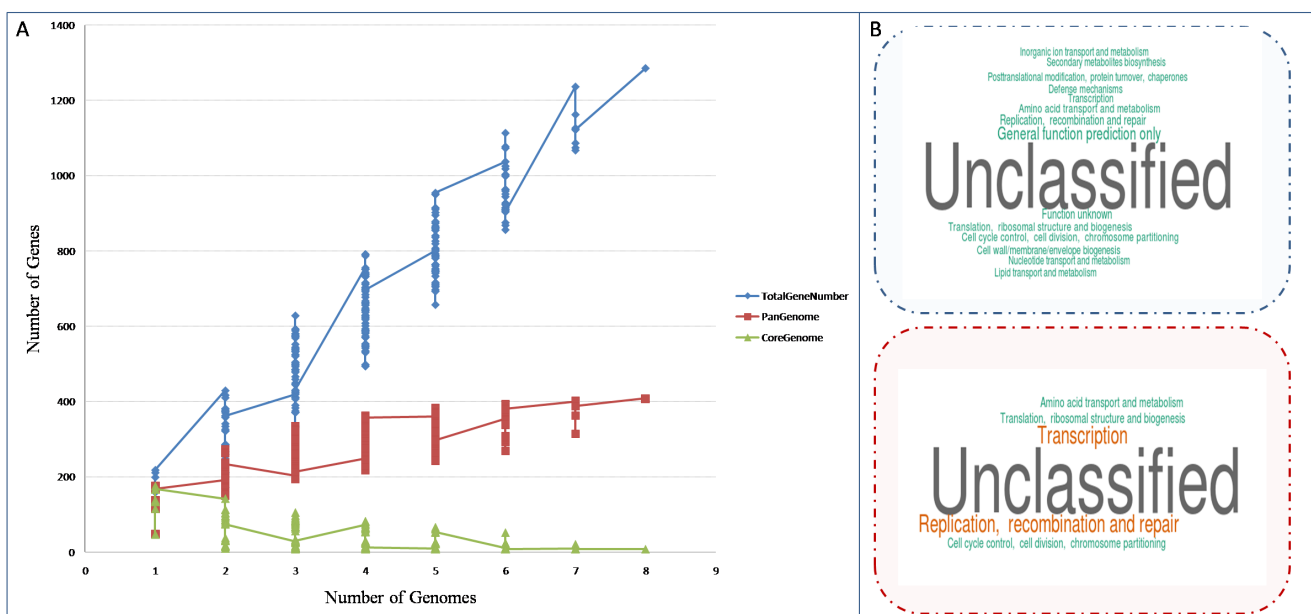 A
1400
1200
1000
800
600
400
200
0
Number of Genes
0 1 2 3 4 5 6 7 8 9
Number of Genomes
TotalGeneNumber
PanGenome
CoreGenome
B
Inorganic ion transport and metabolism
Secondary metabolites biosynthesis
Posttranslational modification, protein turnover, chaperones
Defense mechanisms
Transcription
Amino acid transport and metabolism
Replication, recombination and repair
General function prediction only
Unclassified
Function unknown
Translation, ribosomal structure and biogenesis
Cell cycle control, cell division, chromosome partitioning
Cell wall/membrane/envelope biogenesis
Nucleotide transport and metabolism
Lipid transport and metabolism
Amino acid transport and metabolism
Translation, ribosomal structure and biogenesis
Transcription
Unclassified
Replication, recombination and repair
Cell cycle control, cell division, chromosome partitioning